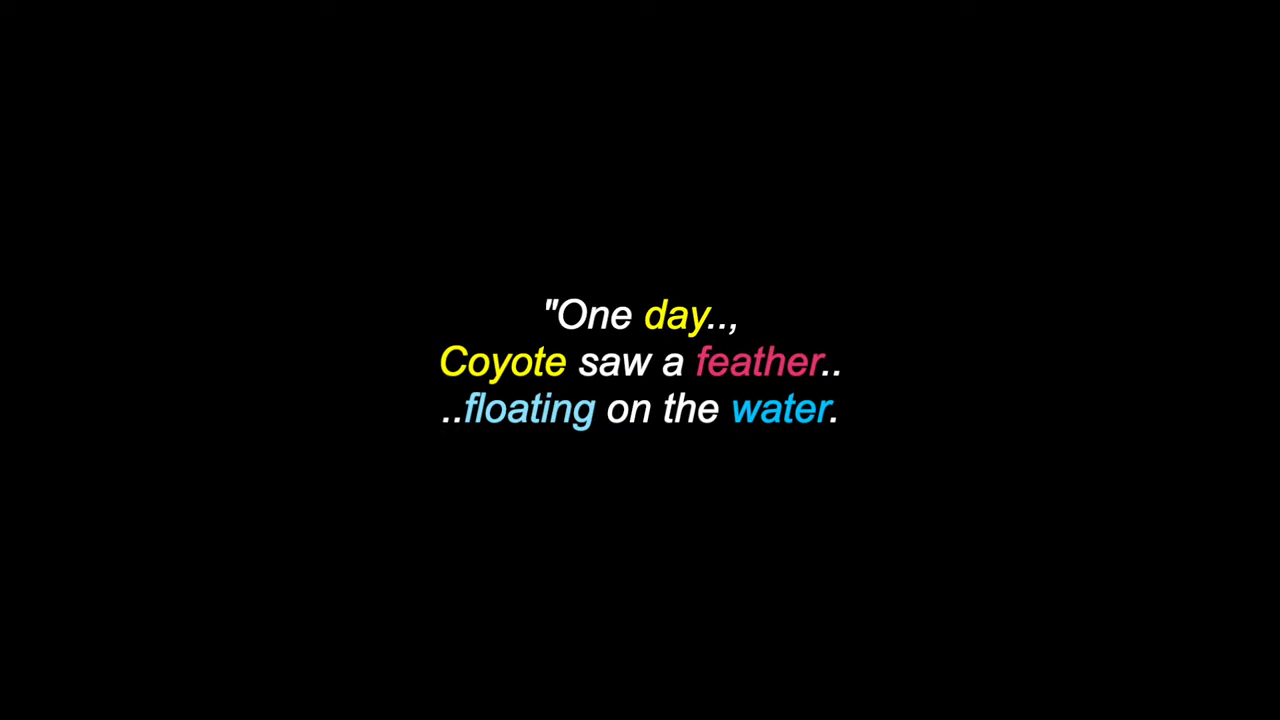 "One day..,
Coyote saw a feather..
..floating on the water.